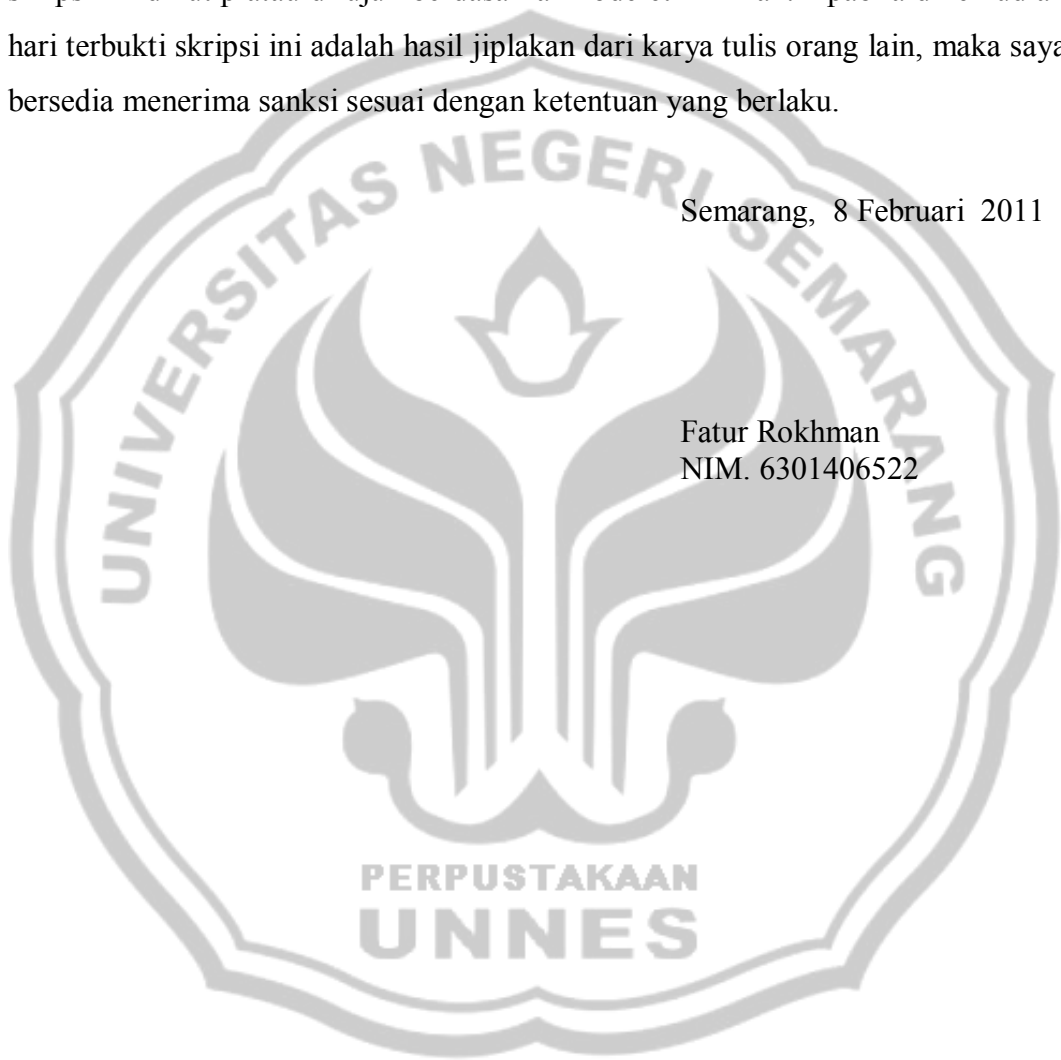 hari terbukti skripsi ini adalah hasil jiplakan dari karya tulis orang lain, maka saya
bersedia menerima sanksi sesuai dengan ketentuan yang berlaku.
UNIVERSITAS NEGERI SEMARANG
Semarang, 8 Februari 2011
Fatur Rokhman
NIM. 6301406522
PERPUSTAKAAN
UNNES